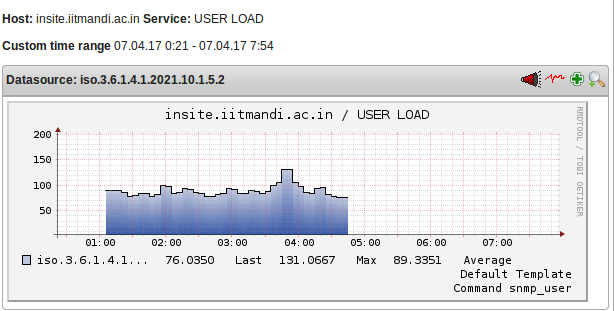 Host: insite.iitmandi.ac.in Service: USER LOAD
Custom time range 07.04.17 0:21 - 07.04.17 7:54
Datasource: iso.3.6.1.4.1.2021.10.1.5.2
insite.iitmandi.ac.in / USER LOAD
RRDTOOL / TOBI OETIKER
200
150
100
50
01:00 02:00 03:00 04:00 05:00 06:00 07:00
iso.3.6.1.4.1... 76.0350 Last 131.0667 Max 89.3351 Average
Default Template
Command snmp_user